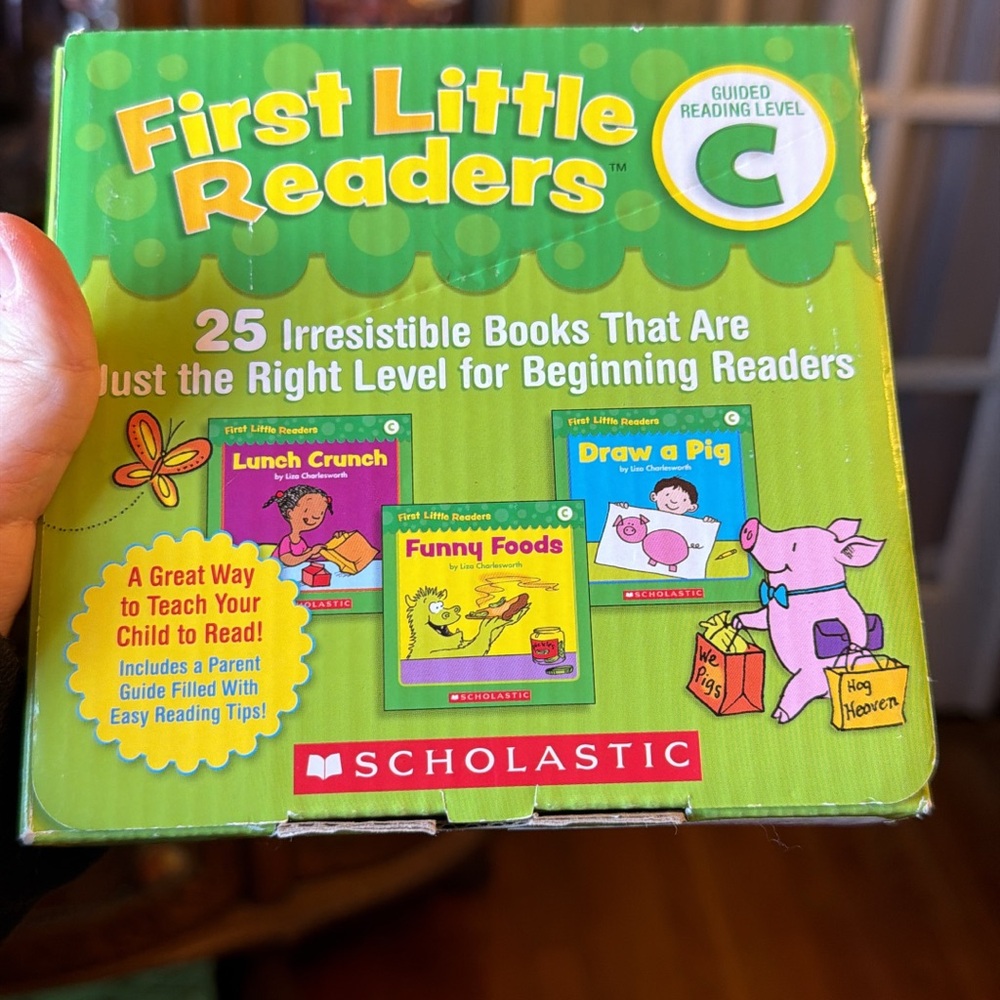 First Little
Readers™
GUIDED
READING LEVEL
C
25 Irresistible Books That Are
Just the Right Level for Beginning Readers
First Little Readers C
Lunch Crunch
by Liza Charlesworth
SCHOLASTIC
First Little Readers C
Funny Foods
by Liza Charlesworth
SCHOLASTIC
First Little Readers C
Draw a Pig
by Liza Charlesworth
SCHOLASTIC
A Great Way
to Teach Your
Child to Read!
Includes a Parent
Guide Filled With
Easy Reading Tips!
We
Pigs
Hog
Heaven
SCHOLASTIC